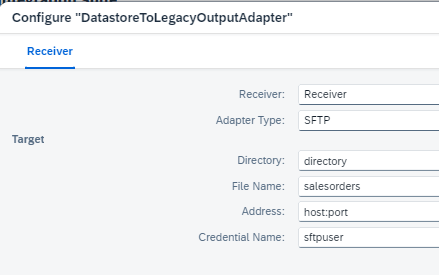 Configure "DatastoreToLegacyOutputAdapter"
Receiver
Receiver: Receiver
Adapter Type: SFTP
Target
Directory: directory
File Name: salesorders
Address: host:port
Credential Name: sftpuser